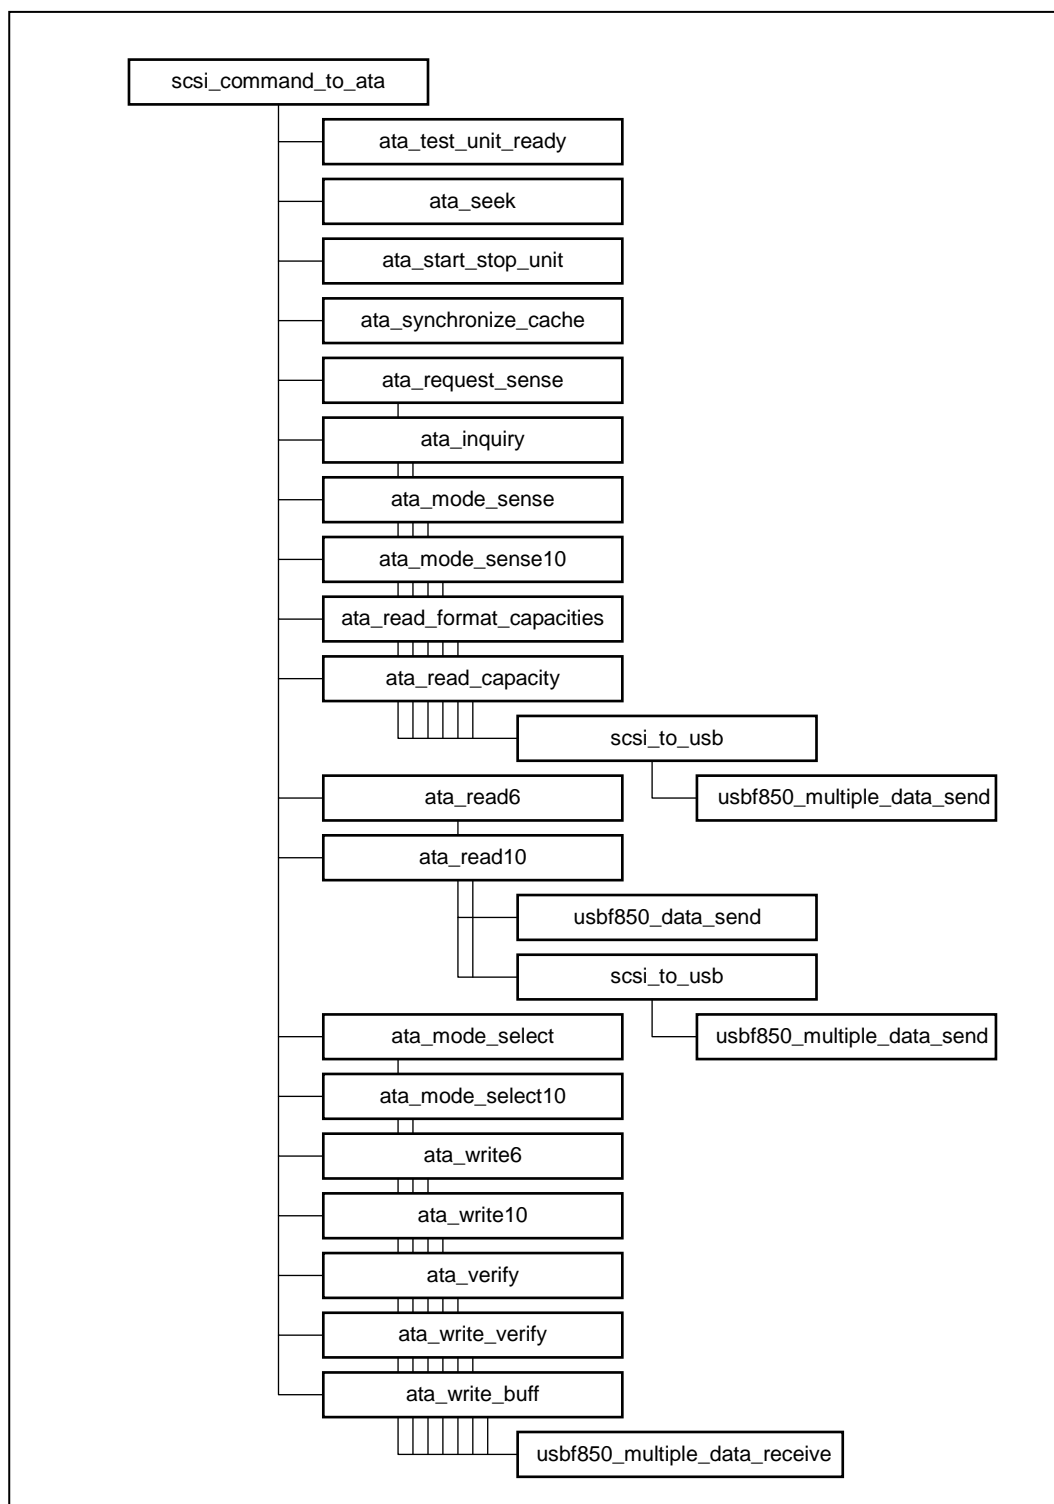 scsi_command_to_ata
ata_test_unit_ready
ata_seek
ata_start_stop_unit
ata_synchronize_cache
ata_request_sense
ata_inquiry
ata_mode_sense
ata_mode_sense10
ata_read_format_capacities
ata_read_capacity
scsi_to_usb
ata_read6
usbf850_multiple_data_send
ata_read10
usbf850_data_send
scsi_to_usb
ata_mode_select
usbf850_multiple_data_send
ata_mode_select10
ata_write6
ata_write10
ata_verify
ata_write_verify
ata_write_buff
usbf850_multiple_data_receive